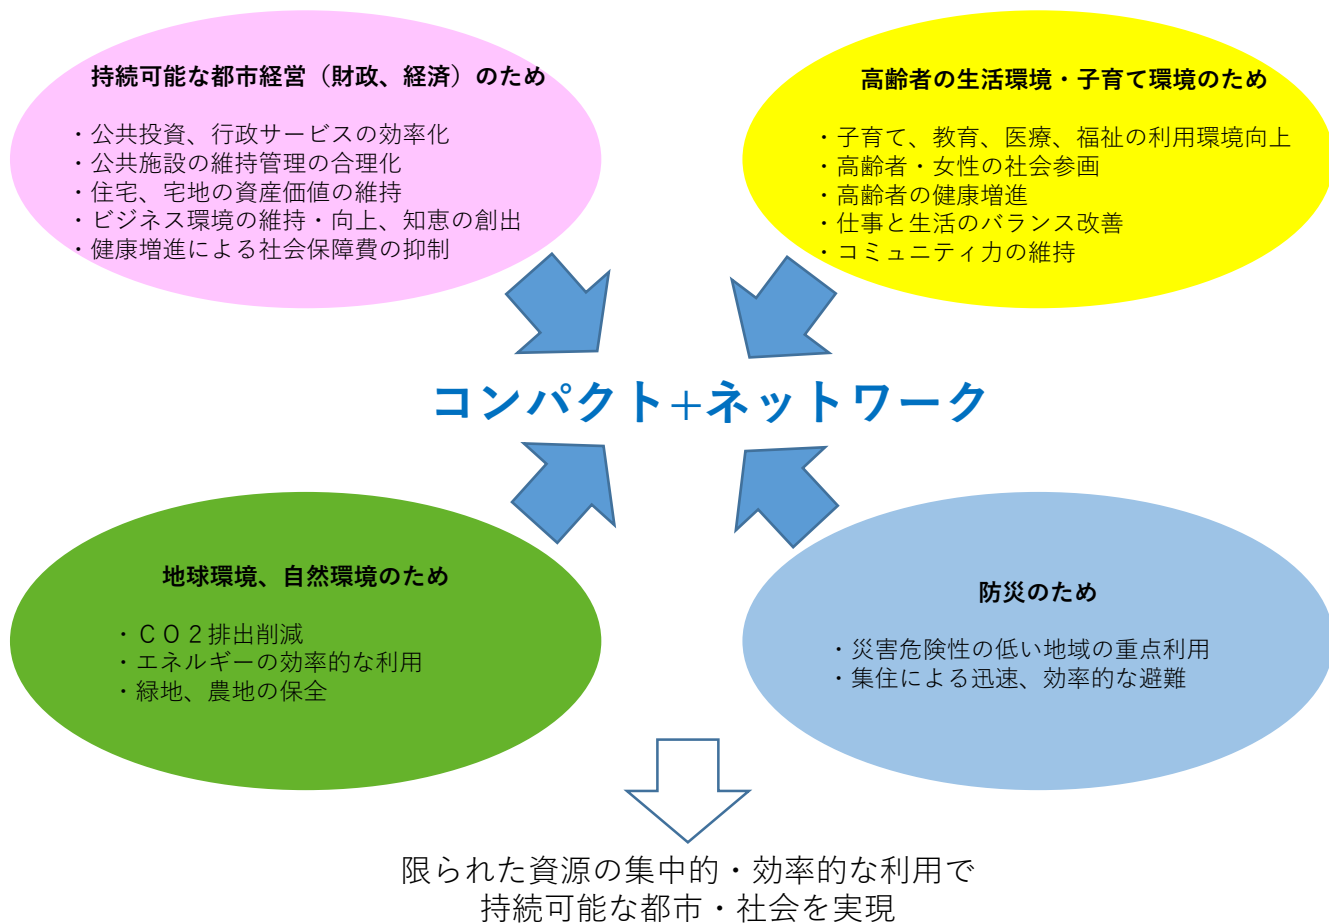 持続可能な都市経営（財政、経済）のため
・公共投資、行政サービスの効率化
・公共施設の維持管理の合理化
・住宅、宅地の資産価値の維持
・ビジネス環境の維持・向上、知恵の創出
・健康増進による社会保障費の抑制
高齢者の生活環境・子育て環境のため
・子育て、教育、医療、福祉の利用環境向上
・高齢者・女性の社会参画
・高齢者の健康増進
・仕事と生活のバランス改善
・コミュニティ力の維持
コンパクト+ネットワーク
地球環境、自然環境のため
・ＣＯ２排出削減
・エネルギーの効率的な利用
・緑地、農地の保全
防災のため
・災害危険性の低い地域の重点利用
・集住による迅速、効率的な避難
限られた資源の集中的・効率的な利用で
持続可能な都市・社会を実現